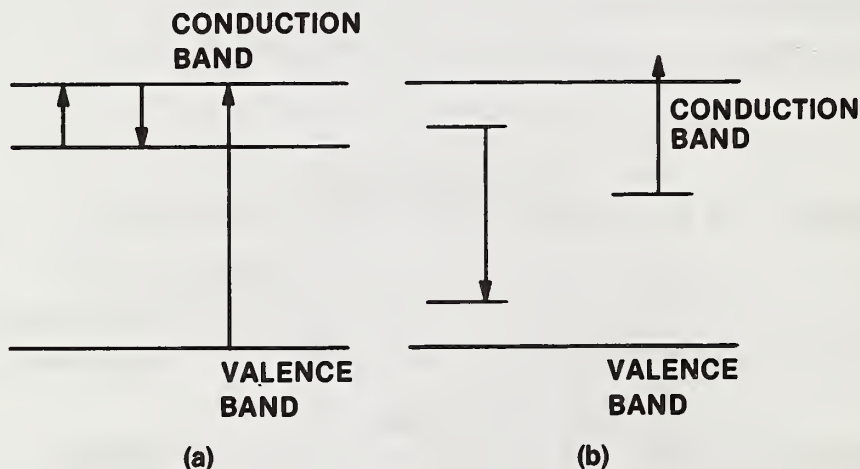 CONDUCTION
BAND
CONDUCTION
BAND
VALENCE
BAND
VALENCE
BAND
(a)
(b)